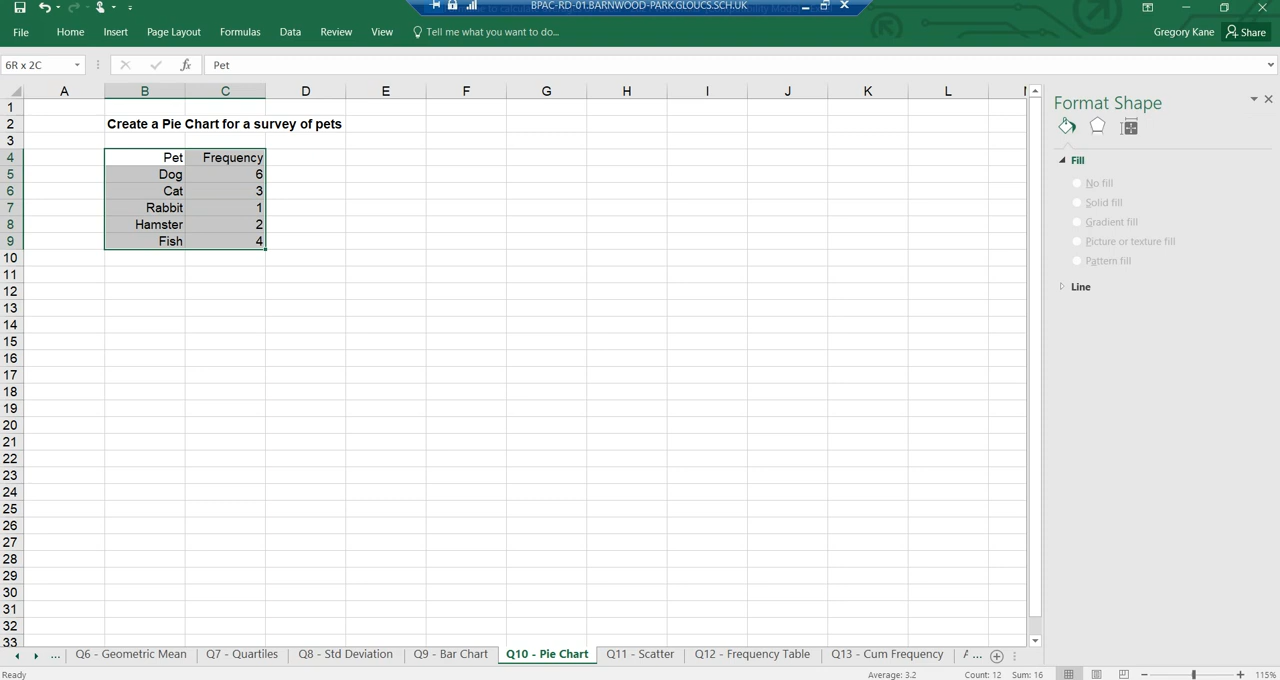 BPAC-RD-01.BARNWOOD-PARK.GLOUCS.SCH.UK
File Home Insert Page Layout Formulas Data Review View Tell me what you want to do... Gregory Kane Share
6R x 2C fx Pet
A B C D E F G H I J K L
Format Shape
1
2 Create a Pie Chart for a survey of pets
3
4 Pet Frequency
5 Dog 6
6 Cat 3
7 Rabbit 1
8 Hamster 2
9 Fish 4
10
11
12
13
14
15
16
17
18
19
20
21
22
23
24
25
26
27
28
29
30
31
32
33
Fill
No fill
Solid fill
Gradient fill
Picture or texture fill
Pattern fill
Line
... Q6 - Geometric Mean Q7 - Quartiles Q8 - Std Deviation Q9 - Bar Chart Q10 - Pie Chart Q11 - Scatter Q12 - Frequency Table Q13 - Cum Frequency ...
Ready Average: 3.2 Count: 12 Sum: 16 115%